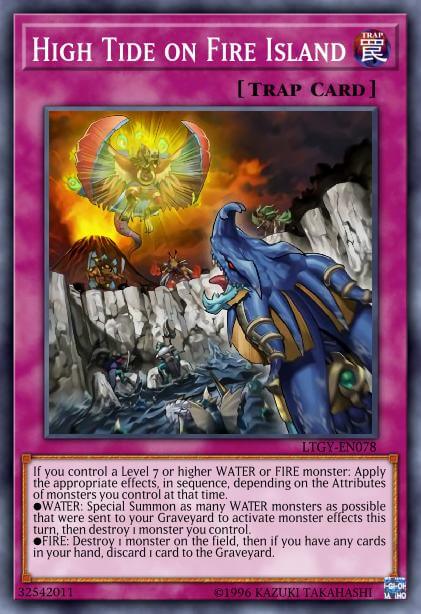 HIGH TIDE ON FIRE ISLAND
TRAP
罠
[TRAP CARD]
LTGY-EN078
If you control a Level 7 or higher WATER or FIRE monster: Apply
the appropriate effects, in sequence, depending on the Attributes
of monsters you control at that time.
●WATER: Special Summon as many WATER monsters as possible
that were sent to your Graveyard to activate monster effects this
turn, then destroy 1 monster you control.
●FIRE: Destroy 1 monster on the field, then if you have any cards
in your hand, discard 1 card to the Graveyard.
32542011
©1996 KAZUKI TAKAHASHI